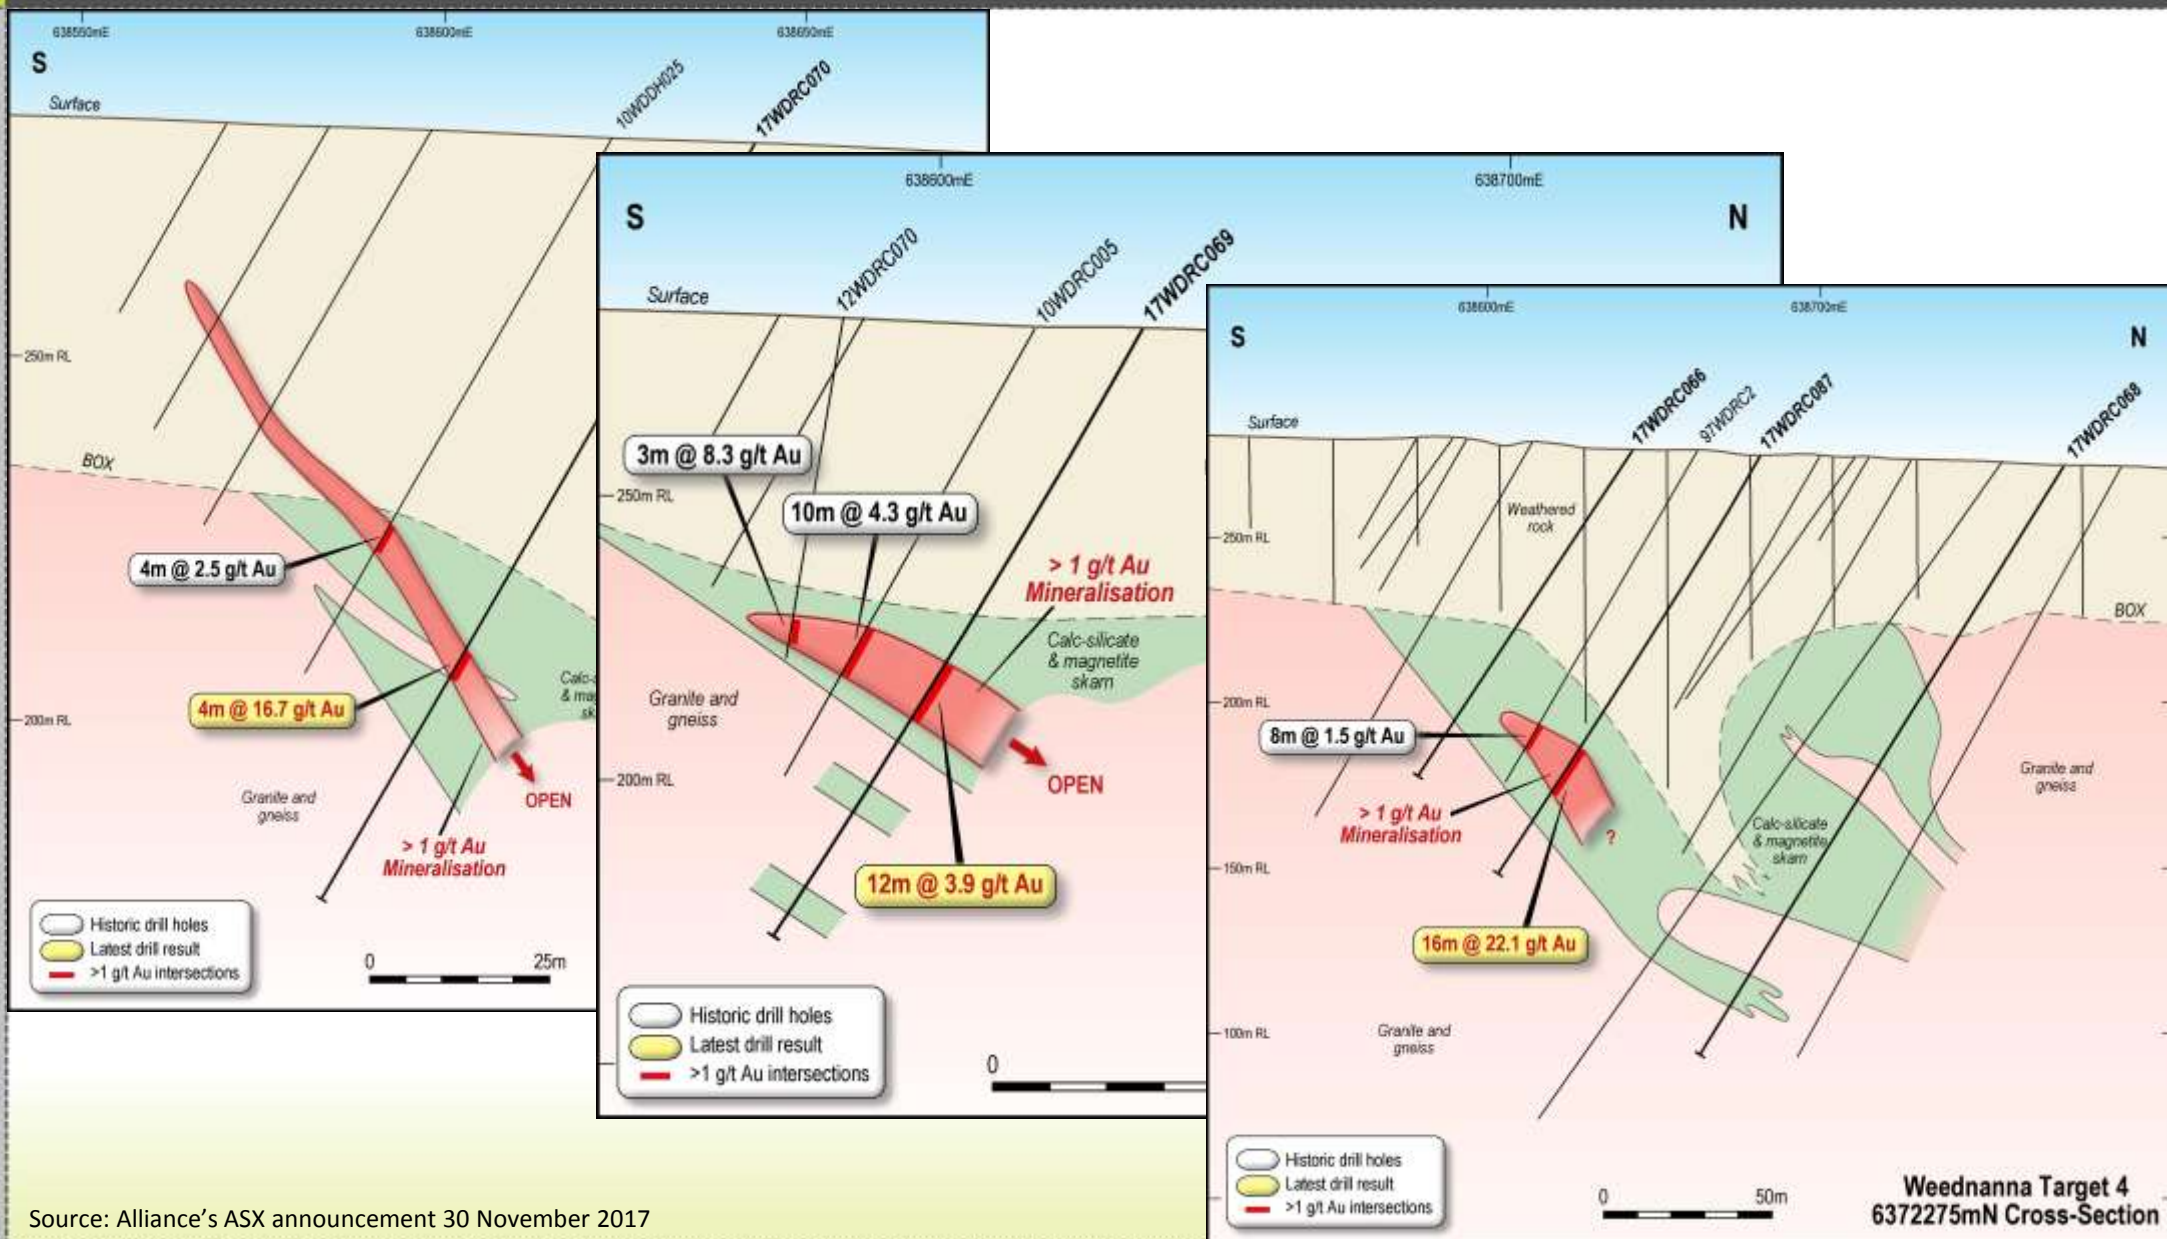 638550mE
638600mE
638650mE
S
Surface
10WDDH025
17WDRC070
250m RL
BOX
4m @ 2.5 g/t Au
4m @ 16.7 g/t Au
200m RL
Granite and
gneiss
OPEN
> 1 g/t Au
Mineralisation
Historic drill holes
Latest drill result
>1 g/t Au intersections
0
25m
638600mE
638700mE
S
N
Surface
12WDRC070
10WDRC005
17WDRC069
3m @ 8.3 g/t Au
250m RL
10m @ 4.3 g/t Au
> 1 g/t Au
Mineralisation
Calc-silicate
& magnetite
skarn
Granite and
gneiss
200m RL
OPEN
12m @ 3.9 g/t Au
Historic drill holes
Latest drill result
>1 g/t Au intersections
0
638600mE
638700mE
S
N
Surface
17WDRC066
97WDRC2
17WDRC087
17WDRC068
Weathered
rock
250m RL
BOX
200m RL
8m @ 1.5 g/t Au
> 1 g/t Au
Mineralisation
?
Granite and
gneiss
Calc-silicate
& magnetite
skarn
150m RL
16m @ 22.1 g/t Au
100m RL
Granite and
gneiss
Historic drill holes
Latest drill result
>1 g/t Au intersections
0
50m
Weednanna Target 4
6372275mN Cross-Section
Source: Alliance's ASX announcement 30 November 2017